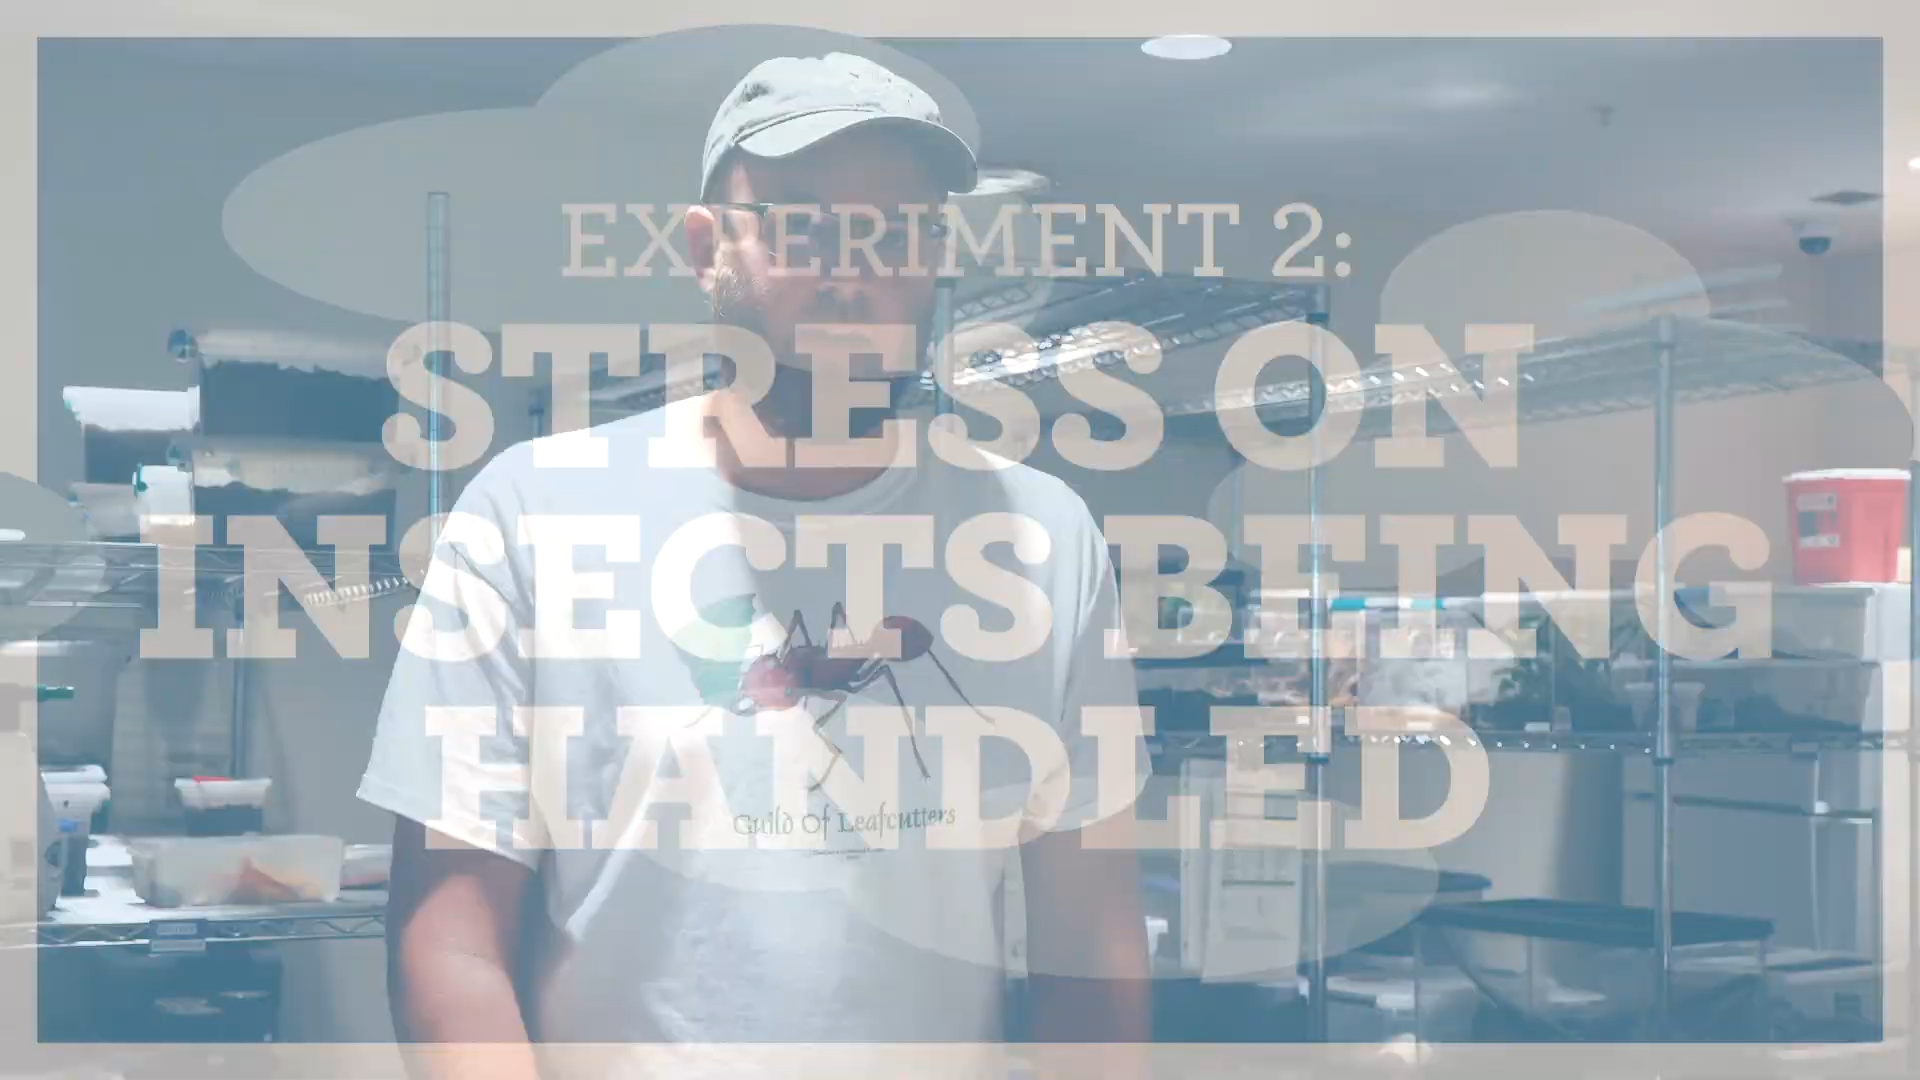 EXPERIMENT 2:
STRESS ON
INSECTS BEING
HANDLED
Guild Of Leafcutters